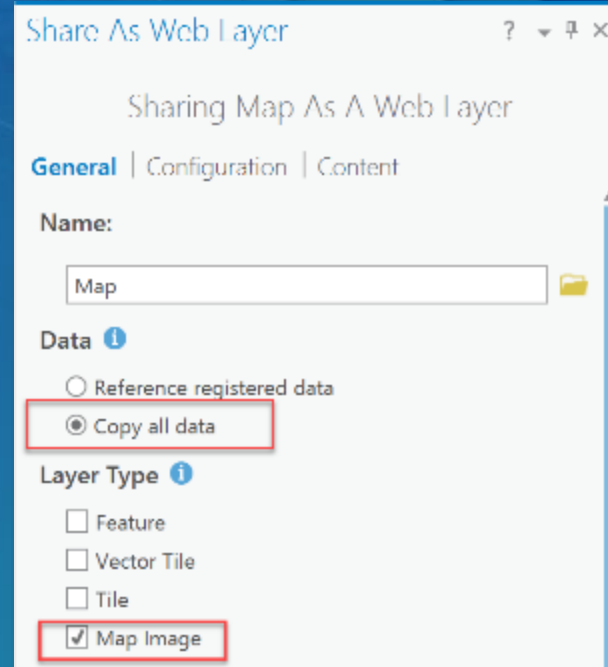 Share As Web Layer ?
Sharing Map As A Web Layer
General Configuration Content
Name:
Map
Data i
Reference registered data
Copy all data
Layer Type i
Feature
Vector Tile
Tile
Map Image